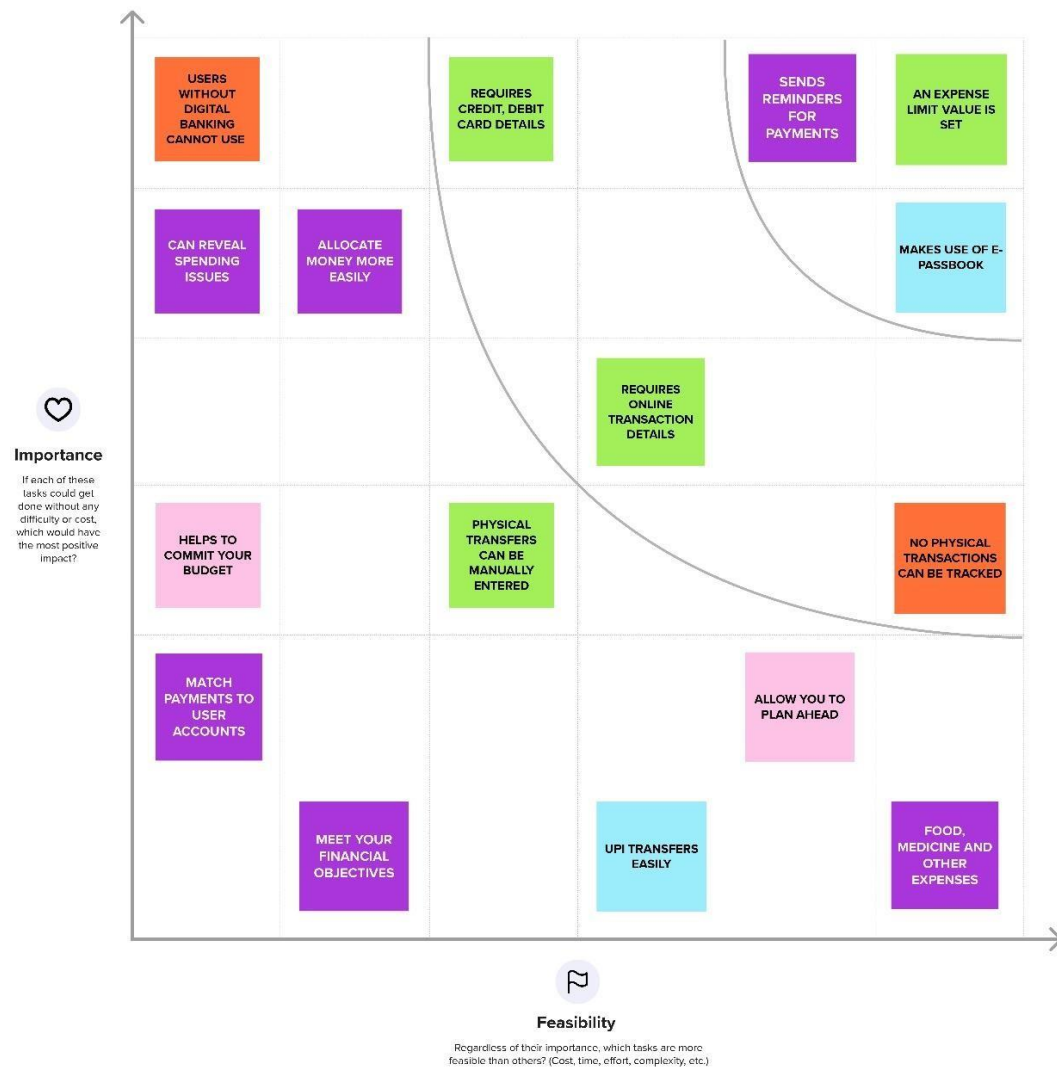 USERS
WITHOUT
DIGITAL
BANKING
CANNOT USE
REQUIRES
CREDIT, DEBIT
CARD DETAILS
SENDS
REMINDERS
FOR
PAYMENTS
AN EXPENSE
LIMIT VALUE IS
SET
CAN REVEAL
SPENDING
ISSUES
ALLOCATE
MONEY MORE
EASILY
MAKES USE OF E-
PASSBOOK
REQUIRES
ONLINE
TRANSACTION
DETAILS
Importance
If each of these
tasks could get
done without any
difficulty or cost,
which would have
the most positive
impact?
HELPS TO
COMMIT YOUR
BUDGET
PHYSICAL
TRANSFERS
CAN BE
MANUALLY
ENTERED
NO PHYSICAL
TRANSACTIONS
CAN BE TRACKED
MATCH
PAYMENTS TO
USER
ACCOUNTS
ALLOW YOU TO
PLAN AHEAD
MEET YOUR
FINANCIAL
OBJECTIVES
UPI TRANSFERS
EASILY
FOOD,
MEDICINE AND
OTHER
EXPENSES
Feasibility
Regardless of their importance, which tasks are more
feasible than others? (Cost, time, effort, complexity, etc.)